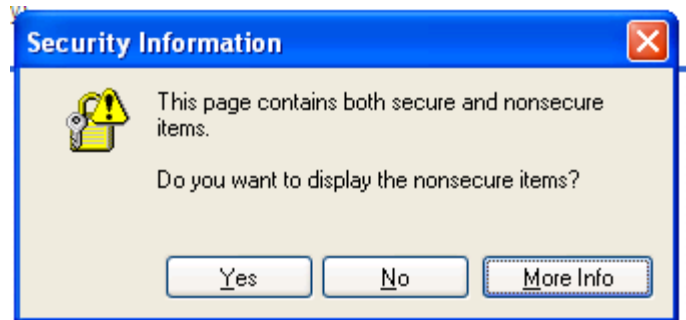 y
Security Information
This page contains both secure and nonsecure
items.
Do you want to display the nonsecure items?
Yes
No
More Info